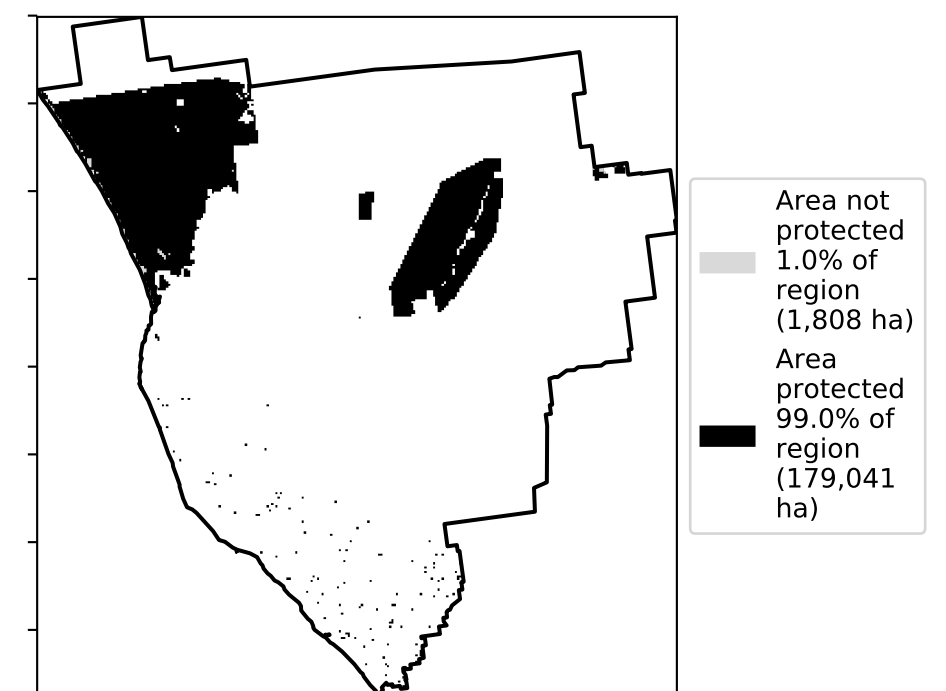 Area not
protected
1.0% of
region
(1,808 ha)
Area
protected
99.0% of
region
(179,041
ha)